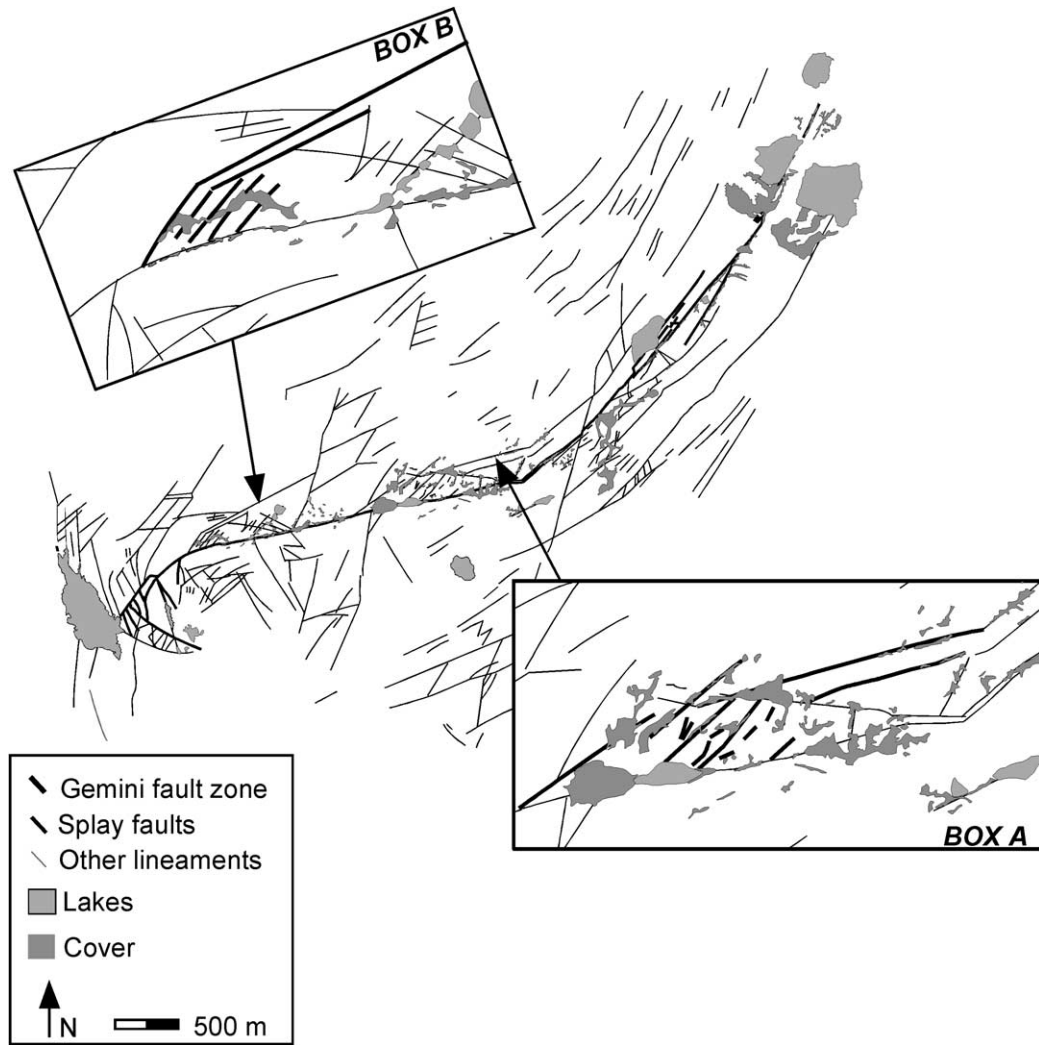 BOX B
BOX A
Gemini fault zone
Splay faults
Other lineaments
Lakes
Cover
N
500 m